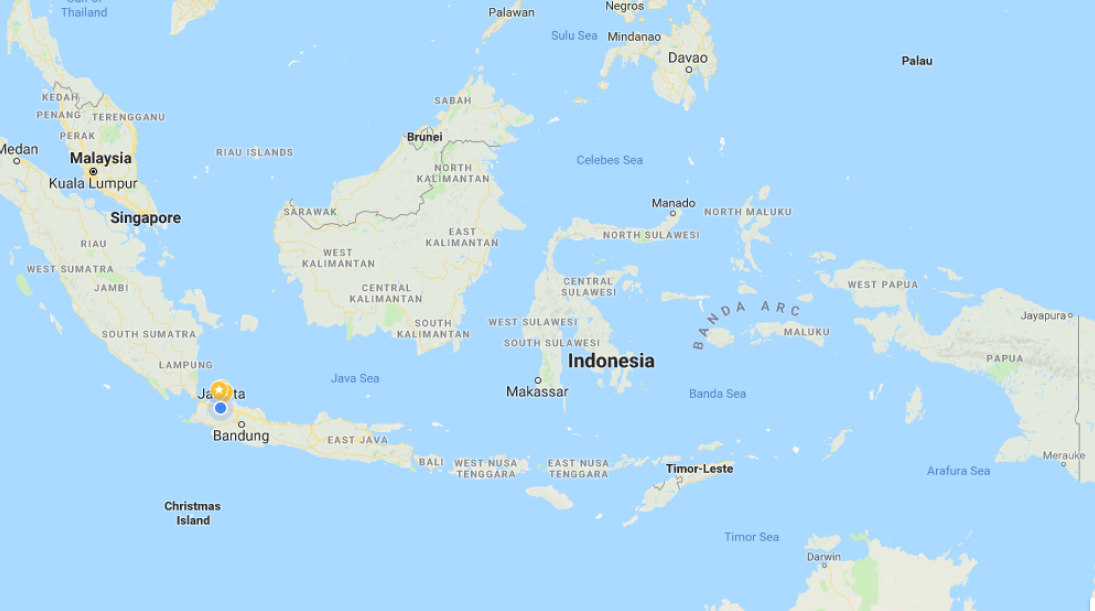 Gulf of
Thailand
Palawan
Negros
Sulu Sea
Mindanao
Davao
Palau
KEDAH
PENANG
TERENGGANU
PERAK
SABAH
Medan
Malaysia
Kuala Lumpur
RIAU ISLANDS
Brunei
Celebes Sea
NORTH
KALIMANTAN
Singapore
SARAWAK
Manado
NORTH MALUKU
RIAU
EAST
KALIMANTAN
NORTH SULAWESI
WEST
KALIMANTAN
WEST SUMATRA
JAMBI
CENTRAL
KALIMANTAN
CENTRAL
SULAWESI
WEST PAPUA
BANDA ARC
SOUTH SUMATRA
SOUTH
KALIMANTAN
WEST SULAWESI
SOUTH SULAWESI
MALUKU
Jayapura
LAMPUNG
Indonesia
PAPUA
Java Sea
Jakarta
Makassar
Banda Sea
Bandung
EAST JAVA
BALI
WEST NUSA
TENGGARA
EAST NUSA
TENGGARA
Timor-Leste
Merauke
Arafura Sea
Christmas
Island
Timor Sea
Darwin